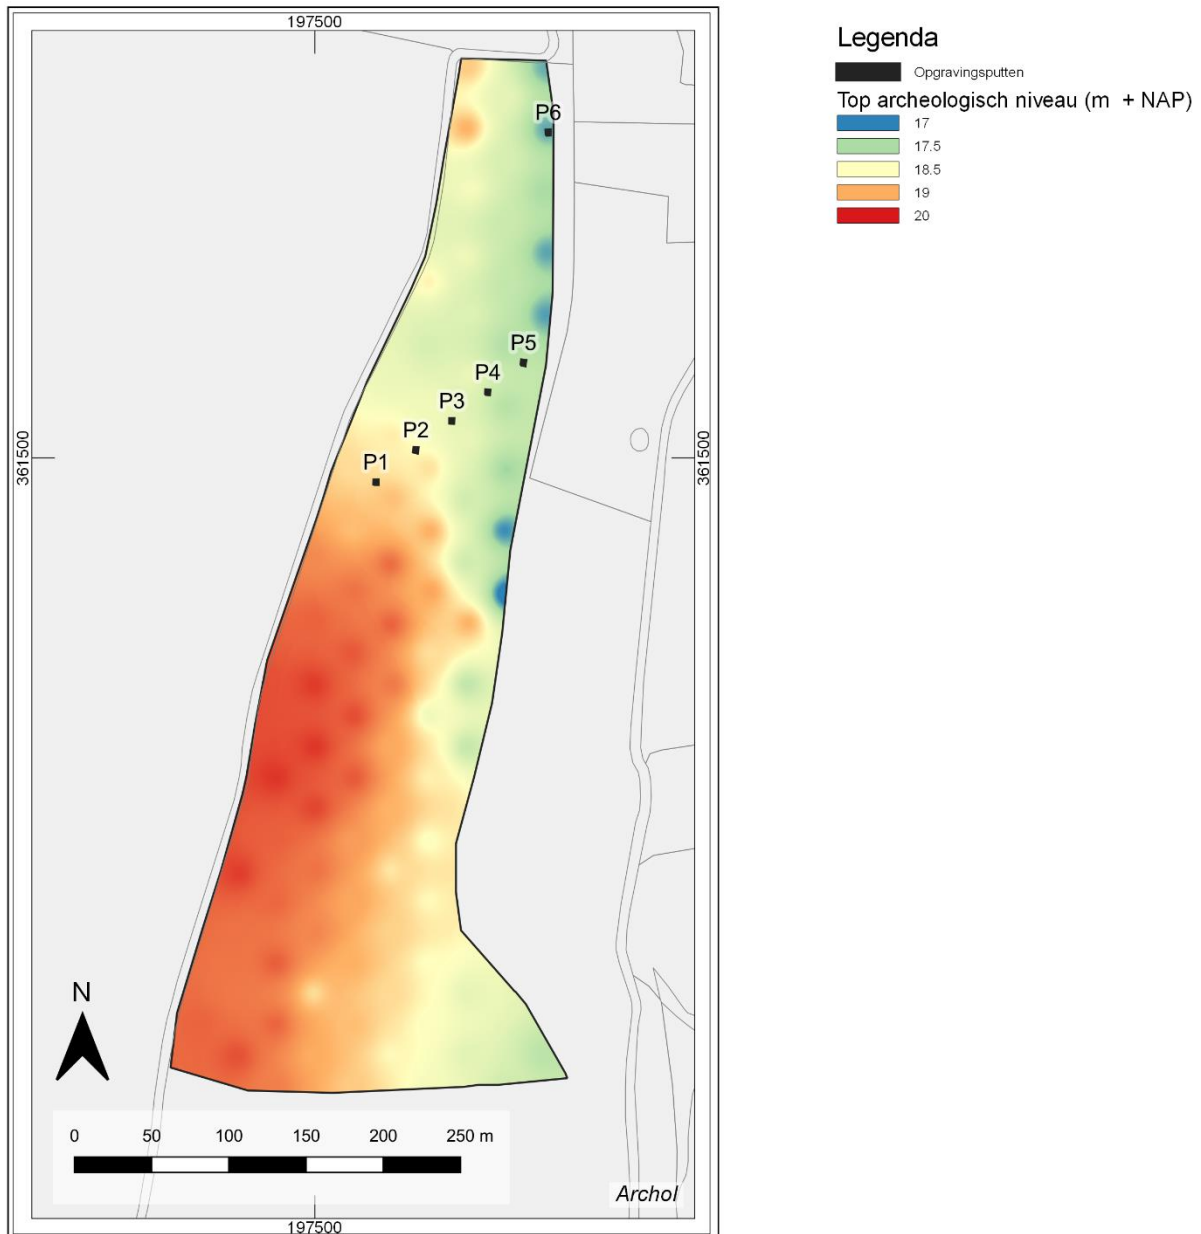 197500
Legenda
Opgravingsputten
Top archeologisch niveau (m + NAP)
17
17.5
18.5
19
20
P6
P5
P4
P3
P2
P1
361500
361500
N
0 50 100 150 200 250 m
Archol
197500